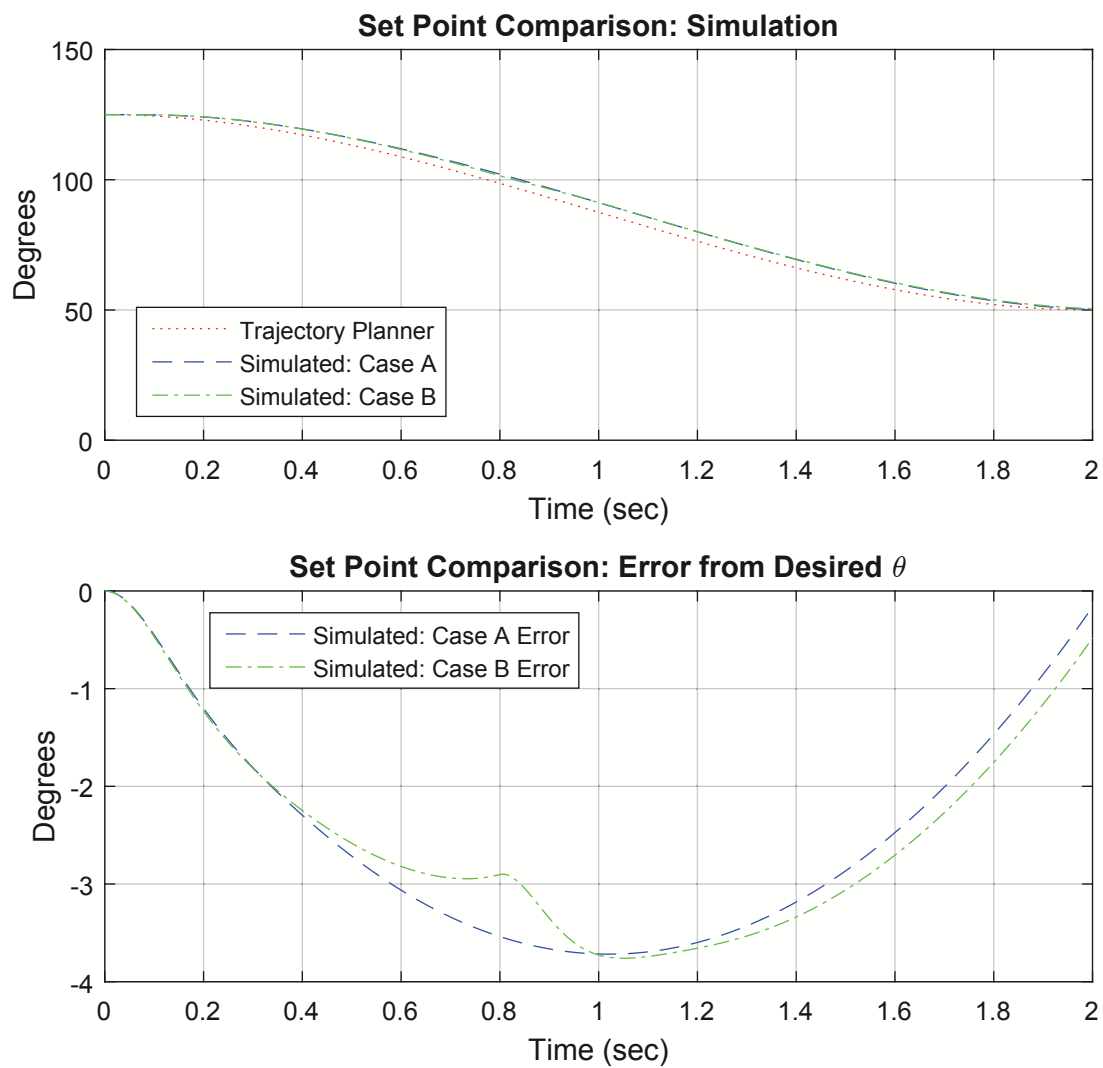 Set Point Comparison: Simulation
150
100
50
0
Degrees
Trajectory Planner
Simulated: Case A
Simulated: Case B
0 0.2 0.4 0.6 0.8 1 1.2 1.4 1.6 1.8 2
Time (sec)
Set Point Comparison: Error from Desired θ
0
-1
-2
-3
-4
Degrees
Simulated: Case A Error
Simulated: Case B Error
0 0.2 0.4 0.6 0.8 1 1.2 1.4 1.6 1.8 2
Time (sec)